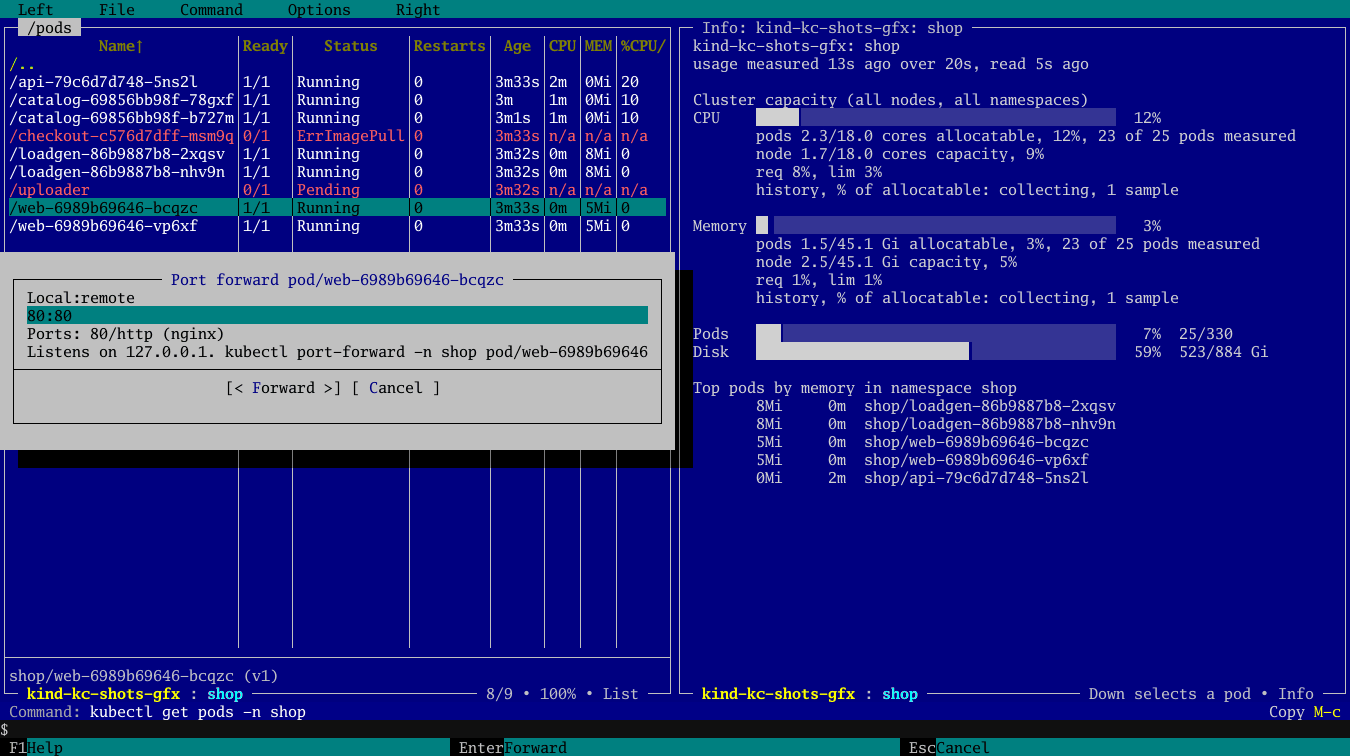 Left File Command Options Right
/pods
Name↑ Ready Status Restarts Age CPU MEM %CPU/
/..
/api-79c6d7d748-5ns2l 1/1 Running 0 3m33s 2m 0Mi 20
/catalog-69856bb98f-78gxf 1/1 Running 0 3m 1m 0Mi 10
/catalog-69856bb98f-b727m 1/1 Running 0 3m1s 1m 0Mi 10
/checkout-c576d7dff-msm9q 0/1 ErrImagePull 0 3m33s n/a n/a n/a
/loadgen-86b9887b8-2xqsv 1/1 Running 0 3m32s 0m 8Mi 0
/loadgen-86b9887b8-nhv9n 1/1 Running 0 3m32s 0m 8Mi 0
/uploader 0/1 Pending 0 3m32s n/a n/a n/a
/web-6989b69646-bcqzc 1/1 Running 0 3m33s 0m 5Mi 0
/web-6989b69646-vp6xf 1/1 Running 0 3m33s 0m 5Mi 0
Port forward pod/web-6989b69646-bcqzc
Local:remote
80:80
Ports: 80/http (nginx)
Listens on 127.0.0.1. kubectl port-forward -n shop pod/web-6989b69646
[< Forward >] [ Cancel ]
shop/web-6989b69646-bcqzc (v1)
kind-kc-shots-gfx : shop 8/9 • 100% • List
Info: kind-kc-shots-gfx: shop
kind-kc-shots-gfx: shop
usage measured 13s ago over 20s, read 5s ago
Cluster capacity (all nodes, all namespaces)
CPU 12%
pods 2.3/18.0 cores allocatable, 12%, 23 of 25 pods measured
node 1.7/18.0 cores capacity, 9%
req 8%, lim 3%
history, % of allocatable: collecting, 1 sample
Memory 3%
pods 1.5/45.1 Gi allocatable, 3%, 23 of 25 pods measured
node 2.5/45.1 Gi capacity, 5%
req 1%, lim 1%
history, % of allocatable: collecting, 1 sample
Pods 7% 25/330
Disk 59% 523/884 Gi
Top pods by memory in namespace shop
8Mi 0m shop/loadgen-86b9887b8-2xqsv
8Mi 0m shop/loadgen-86b9887b8-nhv9n
5Mi 0m shop/web-6989b69646-bcqzc
5Mi 0m shop/web-6989b69646-vp6xf
0Mi 2m shop/api-79c6d7d748-5ns2l
kind-kc-shots-gfx : shop Down selects a pod • Info
Command: kubectl get pods -n shop Copy M-c
$
F1Help EnterForward EscCancel